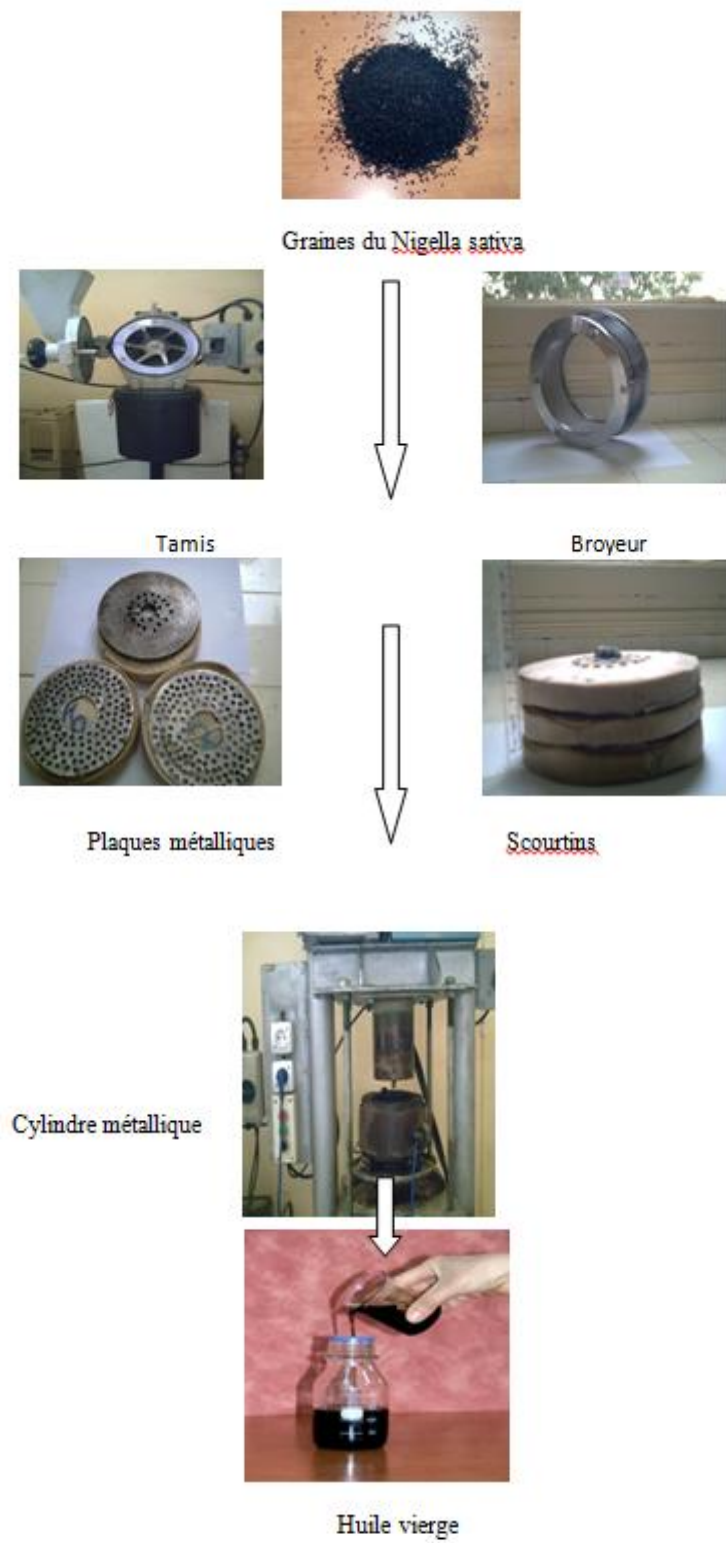 Graines du Nigella sativa
Tamis
Broyeur
Plaques métalliques
Scourtins
Cylindre métallique
Huile vierge